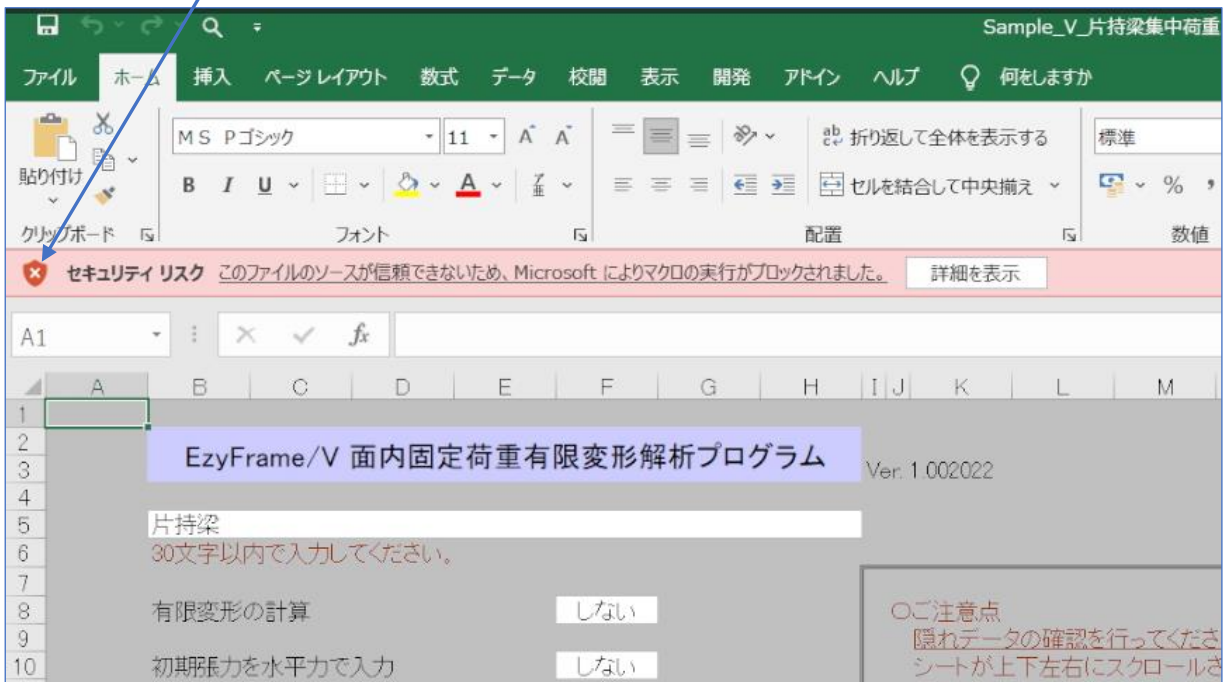 Sample_V_片持梁集中荷重
ファイル ホーム 挿入 ページ レイアウト 数式 データ 校閲 表示 開発 アドイン ヘルプ 何をしますか
ＭＳ Ｐゴシック 11 A A ab 折り返して全体を表示する 標準
貼り付け B I U A 亜 セルを結合して中央揃え % ,
クリップボード フォント 配置 数値
セキュリティ リスク このファイルのソースが信頼できないため、Microsoft によりマクロの実行がブロックされました。 詳細を表示
A1 fx
A B C D E F G H I J K L M
1
2
EzyFrame/V 面内固定荷重有限変形解析プログラム
3 Ver. 1.002022
4
5 片持梁
6 30文字以内で入力してください。
7
8 有限変形の計算 しない 〇ご注意点
9 隠れデータの確認を行ってくださ
10 初期張力を水平力で入力 しない シートが上下左右にスクロールさ